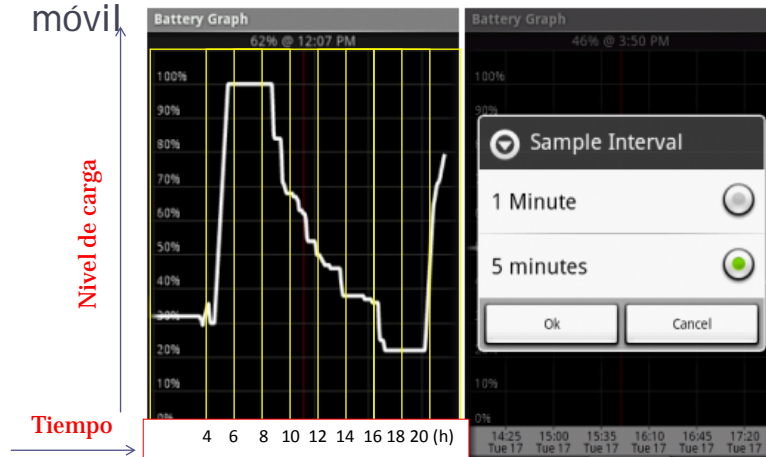 móvil
Nivel de carga
Tiempo
Battery Graph
62% @ 12:07 PM
100%
90%
80%
70%
60%
50%
40%
30%
20%
10%
0%
4 6 8 10 12 14 16 18 20 (h)
Battery Graph
46% @ 3:50 PM
100%
90%
Sample Interval
1 Minute
5 minutes
Ok
Cancel
20%
10%
0%
14:25 15:00 15:35 16:10 16:45 17:20
Tue 17 Tue 17 Tue 17 Tue 17 Tue 17 Tue 17